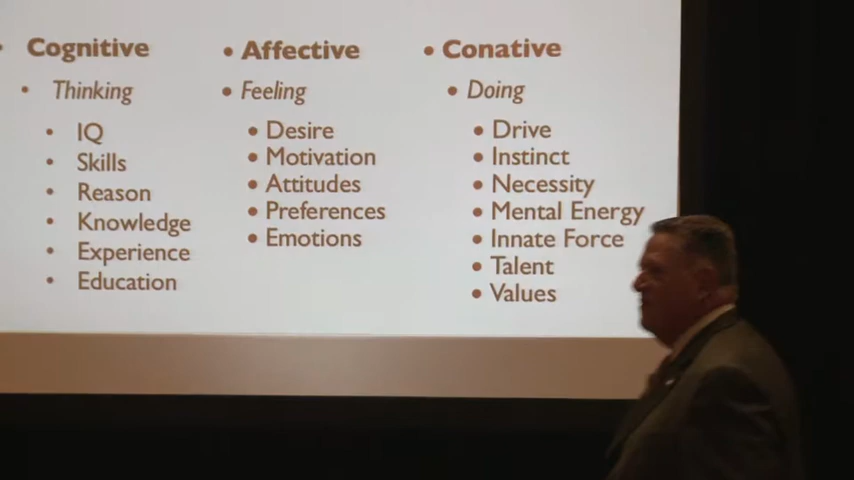 • Cognitive
• Thinking
• IQ
• Skills
• Reason
• Knowledge
• Experience
• Education
• Affective
• Feeling
• Desire
• Motivation
• Attitudes
• Preferences
• Emotions
• Conative
• Doing
• Drive
• Instinct
• Necessity
• Mental Energy
• Innate Force
• Talent
• Values